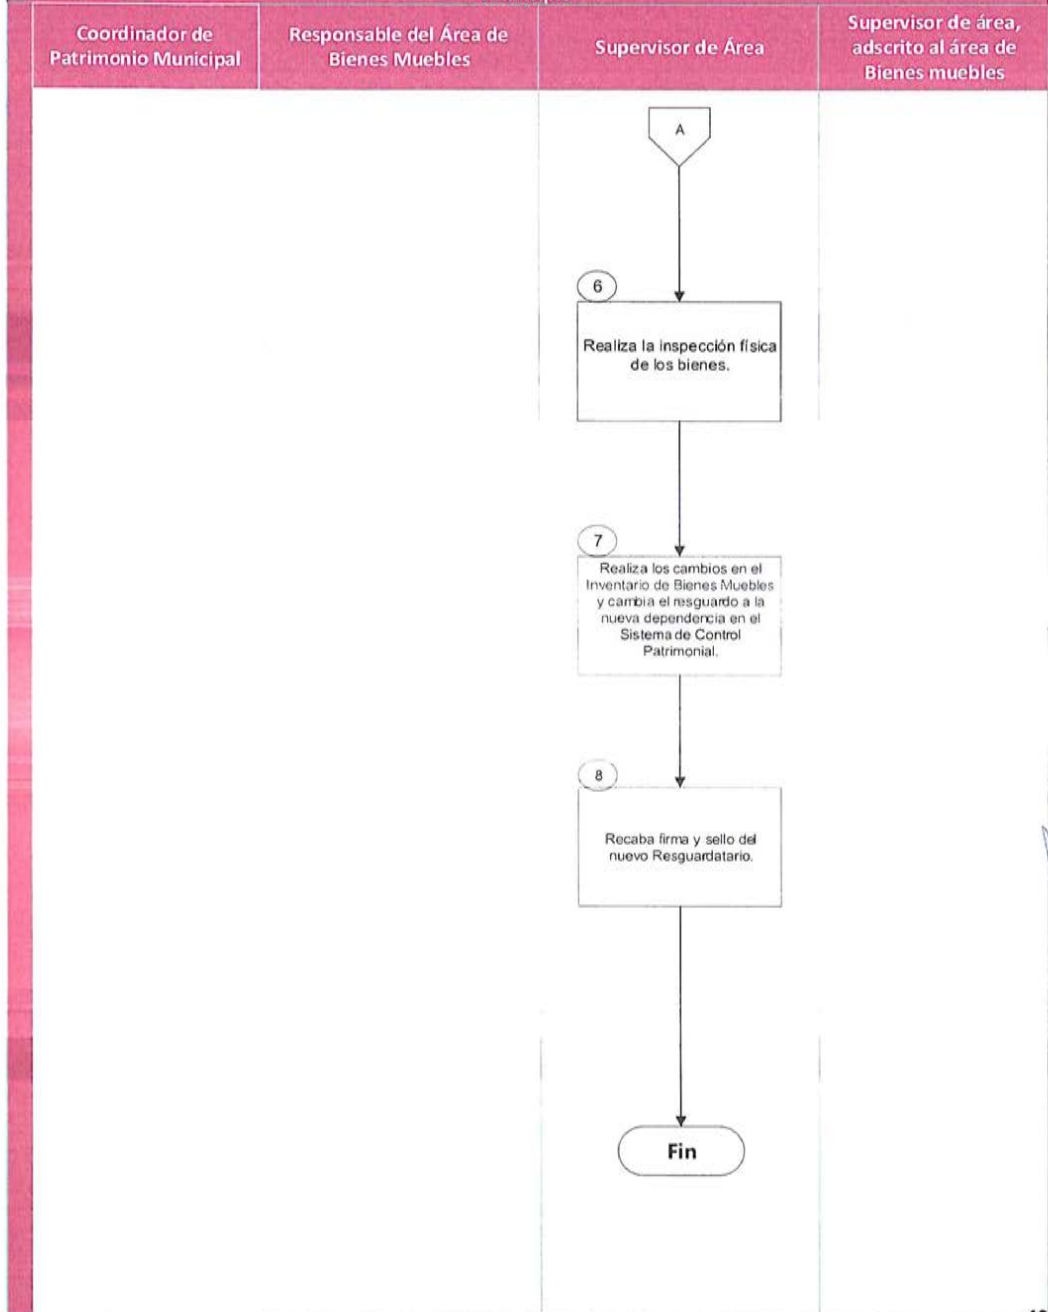 Coordinador de
Patrimonio Municipal
Responsable del Área de
Bienes Muebles
Supervisor de Área
Supervisor de área,
adscrito al área de
Bienes muebles
A
6
Realiza la inspección física
de los bienes.
7
Realiza los cambios en el
Inventario de Bienes Muebles
y cambia el resguardo a la
nueva dependencia en el
Sistema de Control
Patrimonial.
8
Recaba firma y sello del
nuevo Resguardatario.
Fin